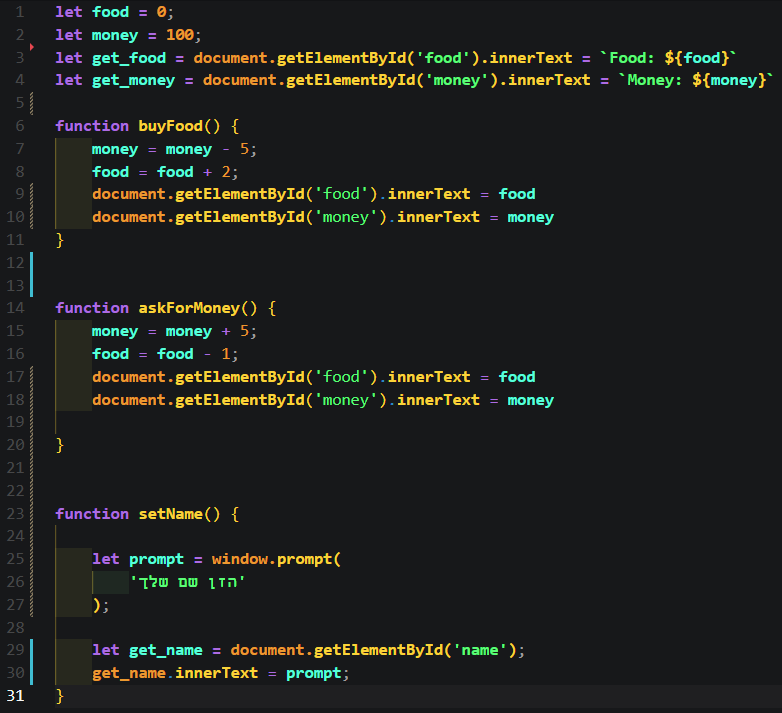 1 let food = 0;
2 let money = 100;
3 let get_food = document.getElementById('food').innerText = `Food: ${food}`
4 let get_money = document.getElementById('money').innerText = `Money: ${money}`
5
6 function buyFood() {
7 money = money - 5;
8 food = food + 2;
9 document.getElementById('food').innerText = food
10 document.getElementById('money').innerText = money
11 }
12
13
14 function askForMoney() {
15 money = money + 5;
16 food = food - 1;
17 document.getElementById('food').innerText = food
18 document.getElementById('money').innerText = money
19
20 }
21
22
23 function setName() {
24
25 let prompt = window.prompt(
26 'הזן שם שלך'
27 );
28
29 let get_name = document.getElementById('name');
30 get_name.innerText = prompt;
31 }